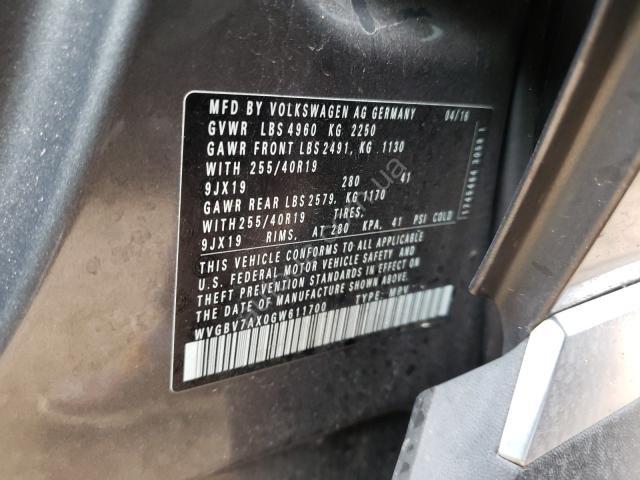 MFD BY VOLKSWAGEN AG GERMANY 04/16
GVWR LBS 4960 KG 2250
GAWR FRONT LBS 2491, KG 1130
WITH 255/40R19
9JX19 280 41
GAWR REAR LBS 2579, KG 1170
WITH 255/40R19 TIRES,
9JX19 RIMS, AT 280 KPA, 41 PSI COLD
THIS VEHICLE CONFORMS TO ALL APPLICABLE
U.S. FEDERAL MOTOR VEHICLE SAFETY AND
THEFT PREVENTION STANDARDS IN EFFECT ON
THE DATE OF MANUFACTURE SHOWN ABOVE
WVGBV7AX0GW611700 TYPE: MPV